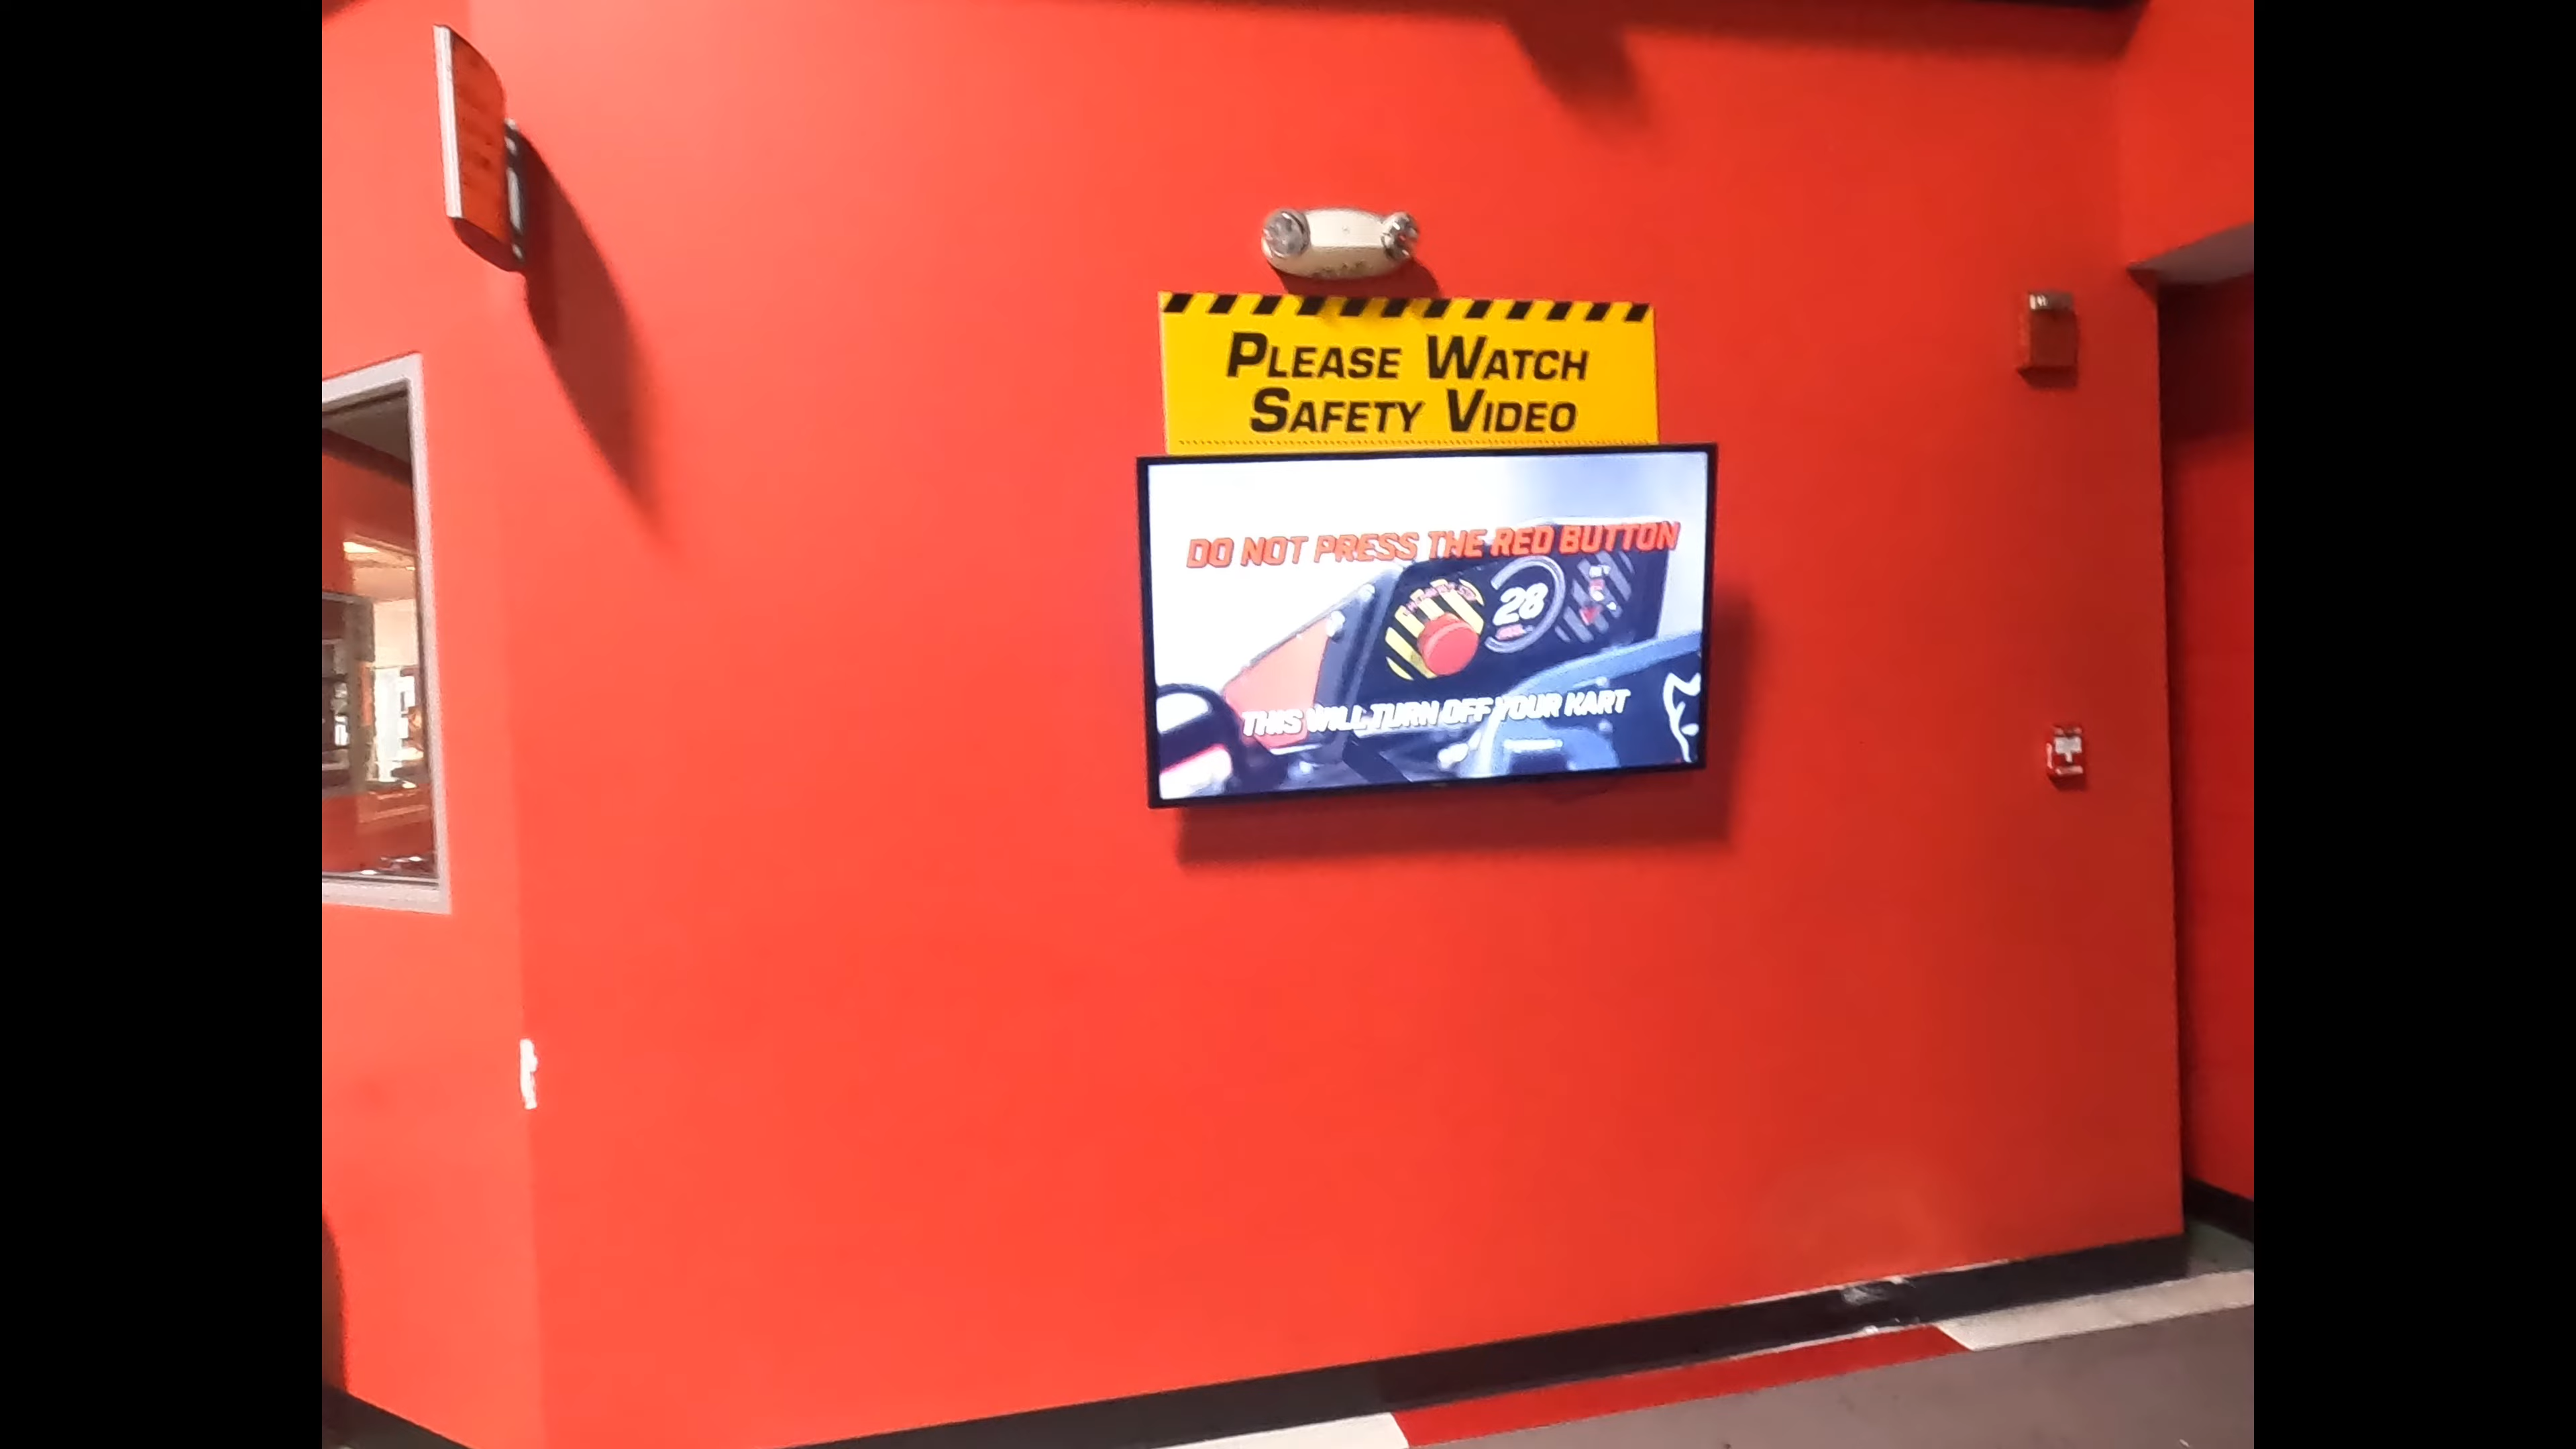 PLEASE WATCH
SAFETY VIDEO
DO NOT PRESS THE RED BUTTON
28
THIS WILL TURN OFF YOUR KART